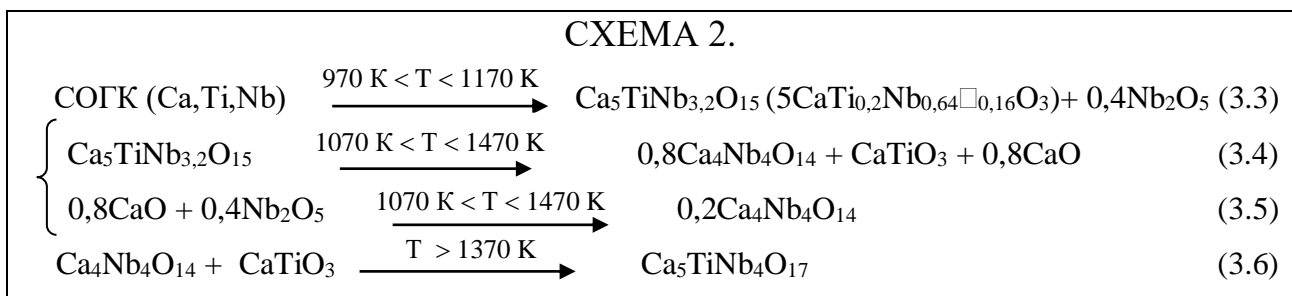 СХЕМА 2.
СОГК (Ca,Ti,Nb) 970 К < T < 1170 K Ca₅TiNb₃,₂O₁₅ (5CaTi₀,₂Nb₀,₆₄□₀,₁₆O₃)+ 0,4Nb₂O₅ (3.3)
Ca₅TiNb₃,₂O₁₅ 1070 К < T < 1470 K 0,8Ca₄Nb₄O₁₄ + CaTiO₃ + 0,8CaO (3.4)
0,8CaO + 0,4Nb₂O₅ 1070 К < T < 1470 K 0,2Ca₄Nb₄O₁₄ (3.5)
Ca₄Nb₄O₁₄ + CaTiO₃ T > 1370 K Ca₅TiNb₄O₁₇ (3.6)